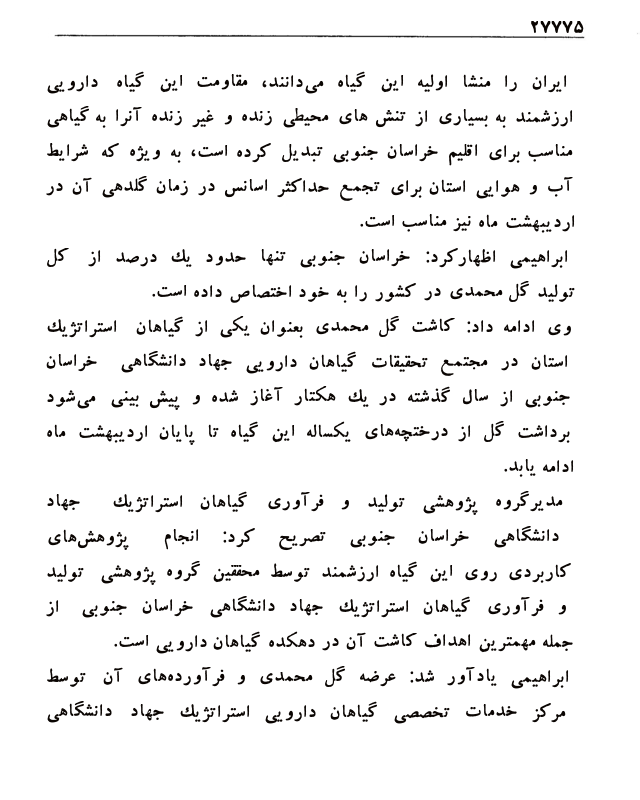 ۲۷۷۷۵
ایران را منشا اولیه این گیاه می‌دانند، مقاومت این گیاه دارویی
ارزشمند به بسیاری از تنش های محیطی زنده و غیر زنده آنرا به گیاهی
مناسب برای اقلیم خراسان جنوبی تبدیل کرده است، به ویژه که شرایط
آب و هوایی استان برای تجمع حداکثر اسانس در زمان گلدهی آن در
اردیبهشت ماه نیز مناسب است.
ابراهیمی اظهارکرد: خراسان جنوبی تنها حدود یك درصد از کل
تولید گل محمدی در کشور را به خود اختصاص داده است.
وی ادامه داد: کاشت گل محمدی بعنوان یکی از گیاهان استراتژیك
استان در مجتمع تحقیقات گیاهان دارویی جهاد دانشگاهی خراسان
جنوبی از سال گذشته در یك هکتار آغاز شده و پیش بینی می‌شود
برداشت گل از درختچه‌های یکساله این گیاه تا پایان اردیبهشت ماه
ادامه یابد.
مدیرگروه پژوهشی تولید و فرآوری گیاهان استراتژیك جهاد
دانشگاهی خراسان جنوبی تصریح کرد: انجام پژوهش‌های
کاربردی روی این گیاه ارزشمند توسط محققین گروه پژوهشی تولید
و فرآوری گیاهان استراتژیك جهاد دانشگاهی خراسان جنوبی از
جمله مهمترین اهداف کاشت آن در دهکده گیاهان دارویی است.
ابراهیمی یادآور شد: عرضه گل محمدی و فرآورده‌های آن توسط
مرکز خدمات تخصصی گیاهان دارویی استراتژیك جهاد دانشگاهی